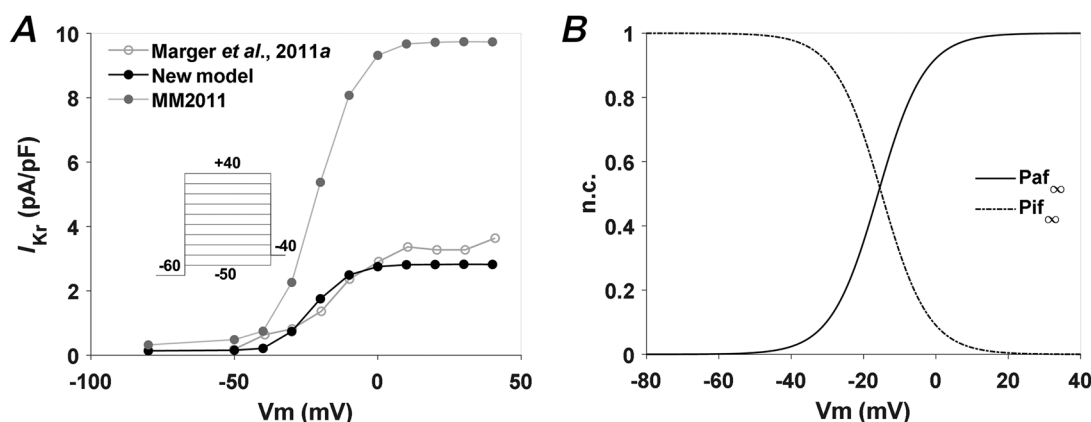 A
10
8
6
4
2
0
I_Kr (pA/pF)
Marger et al., 2011a
New model
MM2011
+40
-40
-60
-50
-100
-50
0
50
Vm (mV)
B
1
0.8
0.6
0.4
0.2
0
n.c.
Paf∞
Pif∞
-80
-60
-40
-20
0
20
40
Vm (mV)